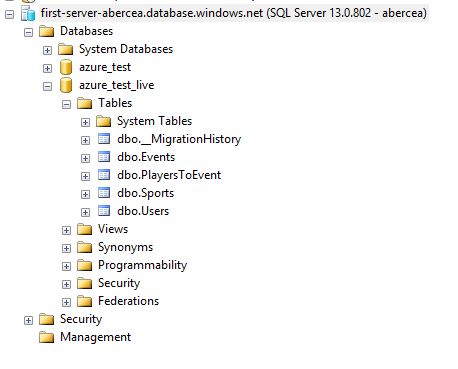 first-server-abercea.database.windows.net (SQL Server 13.0.802 - abercea)
Databases
System Databases
azure_test
azure_test_live
Tables
System Tables
dbo.__MigrationHistory
dbo.Events
dbo.PlayersToEvent
dbo.Sports
dbo.Users
Views
Synonyms
Programmability
Security
Federations
Security
Management